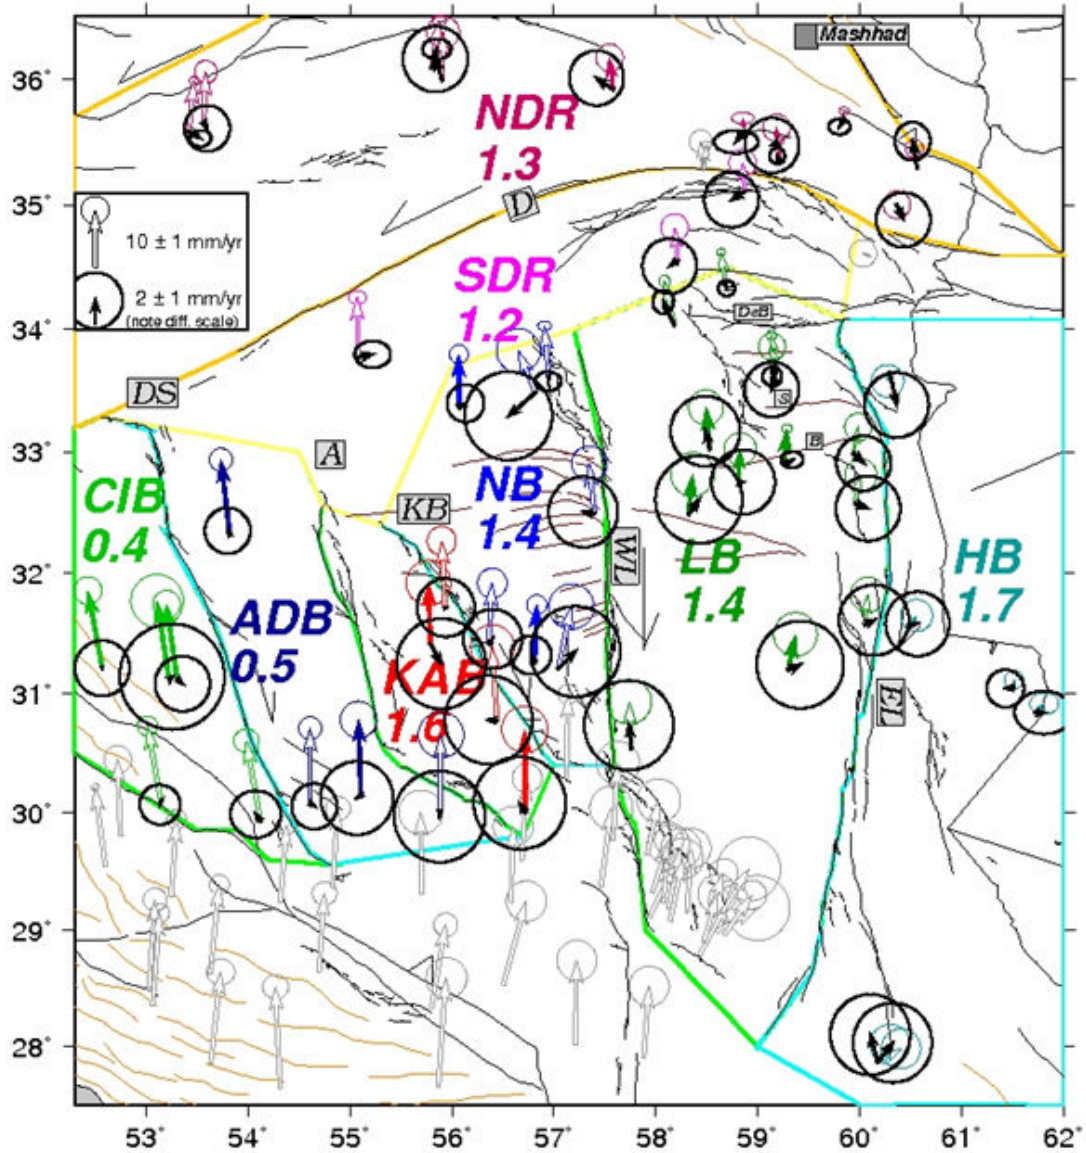 Mashhad
36°
NDR
1.3
35°
D
10 ± 1 mm/yr
2 ± 1 mm/yr
(note diff. scale)
SDR
1.2
DeB
34°
DS
S
33°
A
B
CIB
0.4
KB
NB
1.4
WL
LB
1.4
HB
1.7
32°
ADB
0.5
KAB
1.6
31°
EL
30°
29°
28°
53°
54°
55°
56°
57°
58°
59°
60°
61°
62°